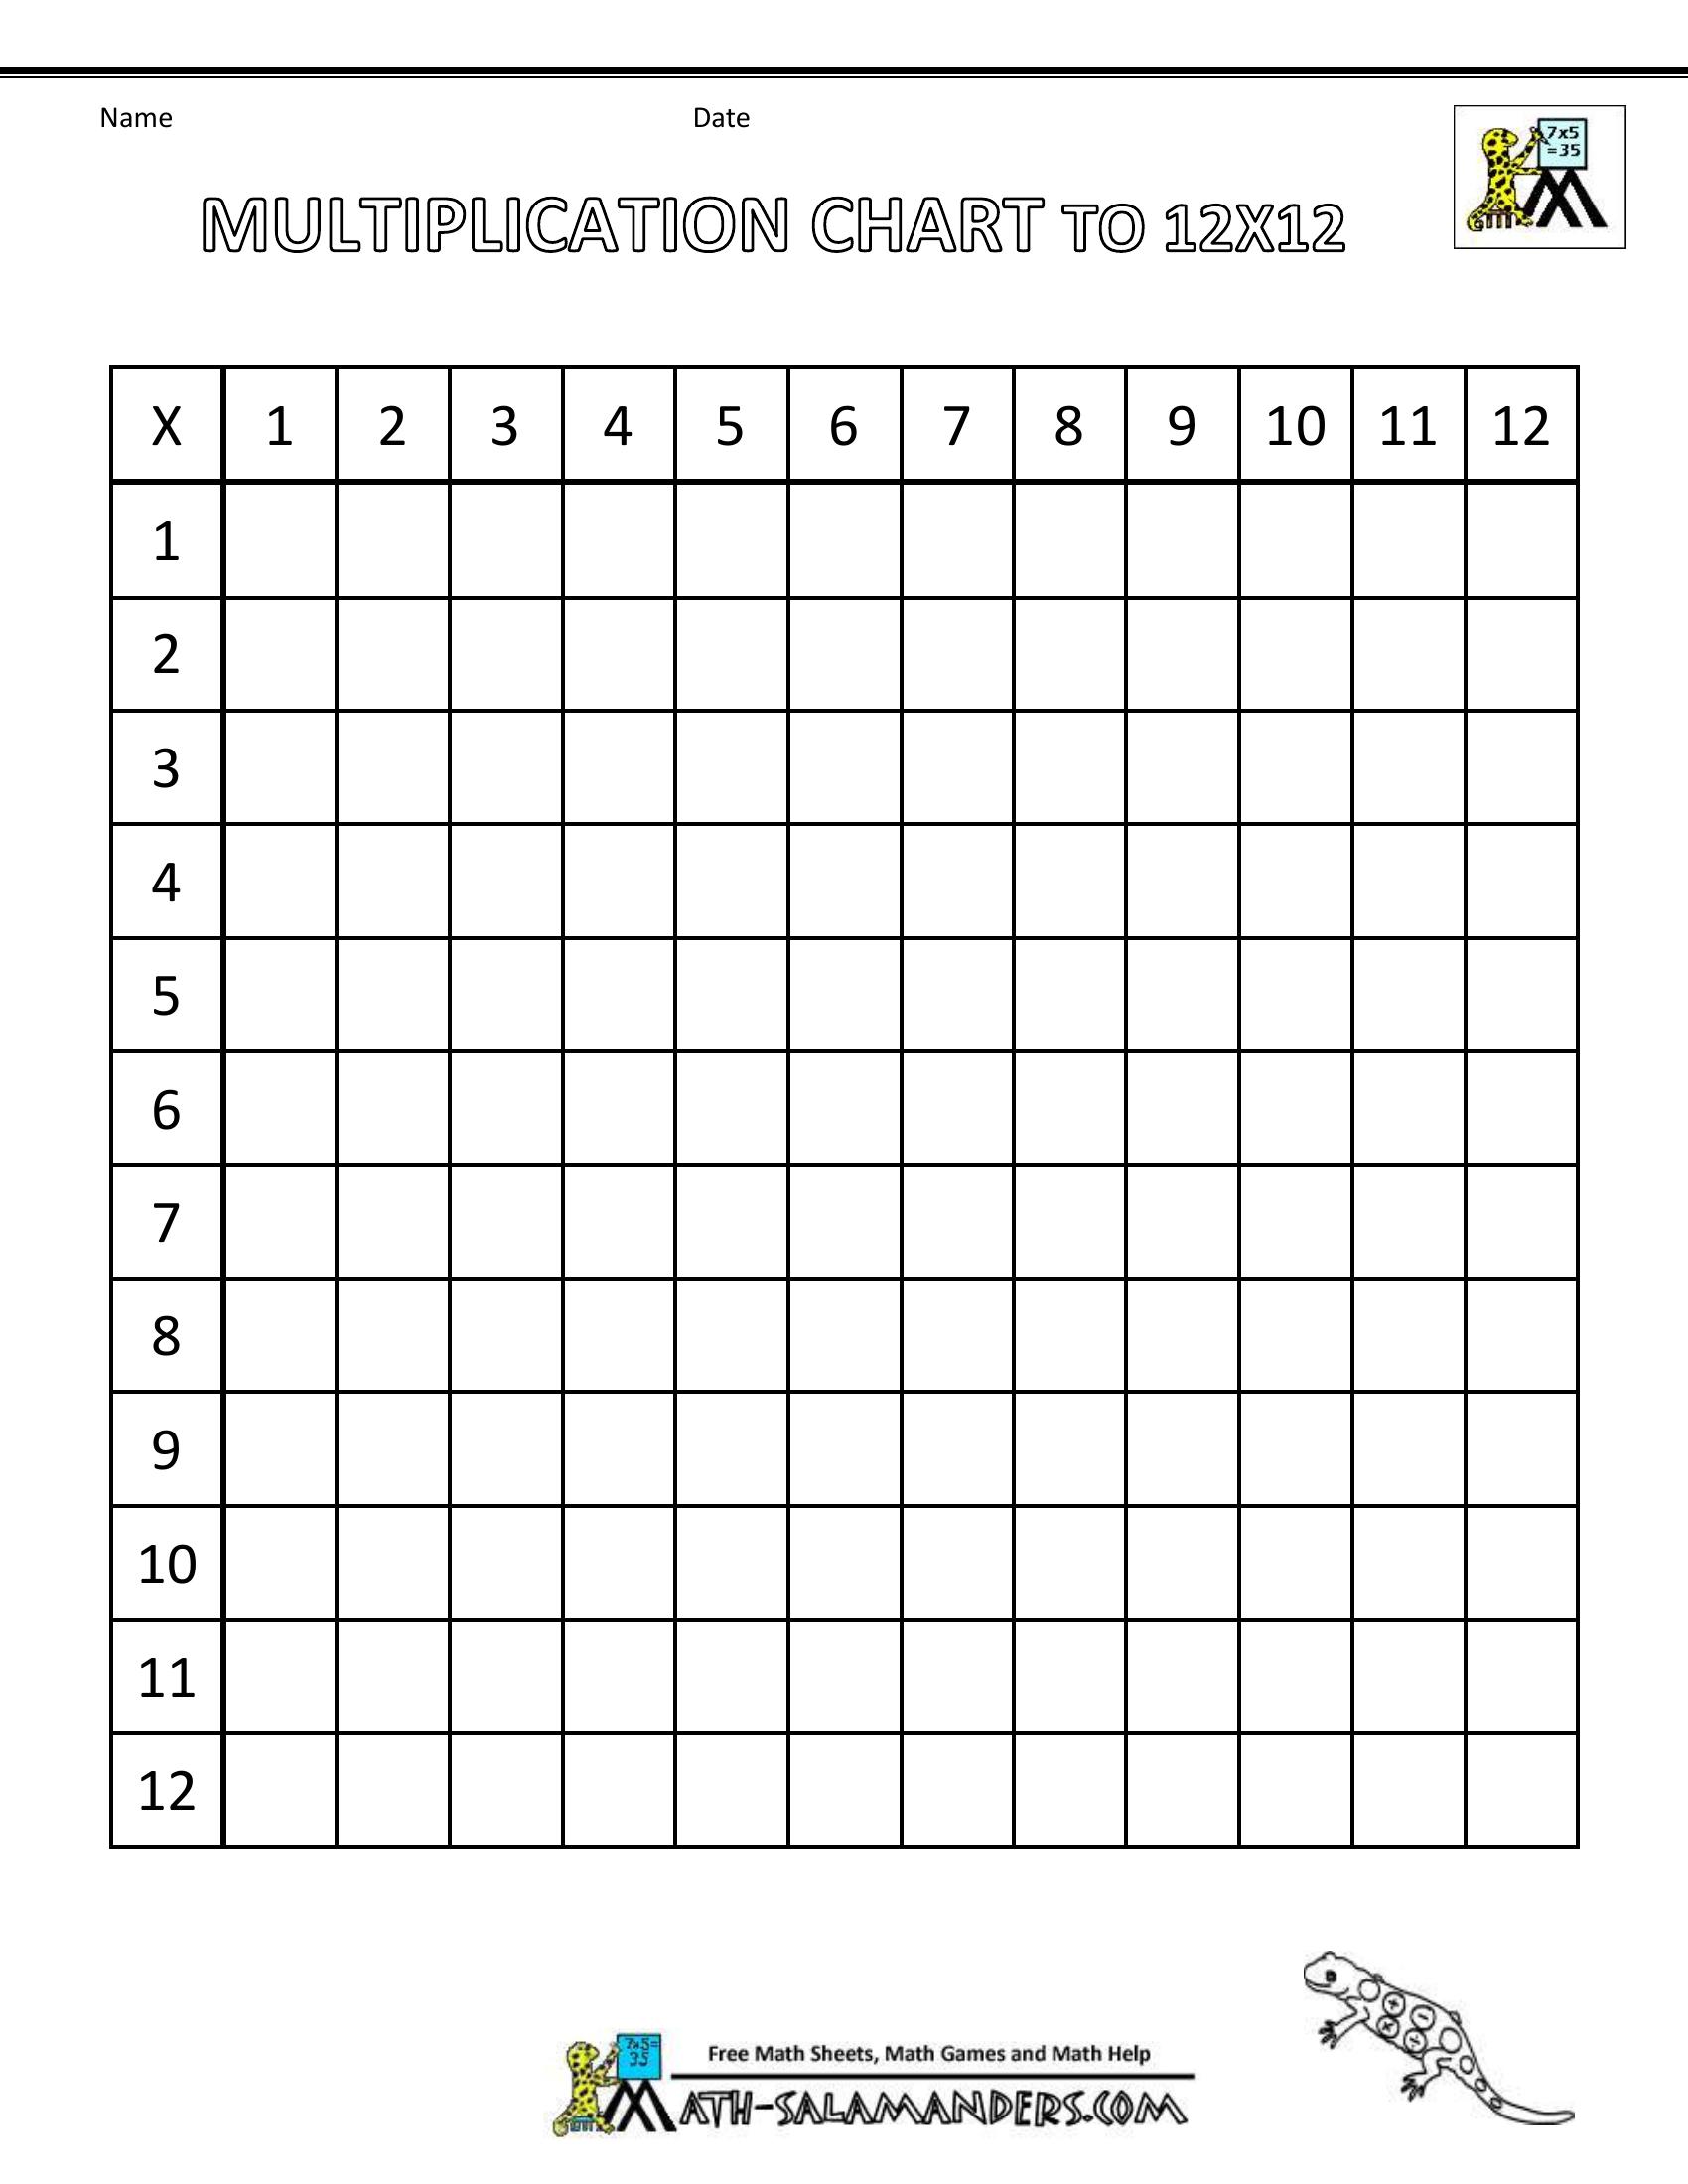 Name Date
7x5
=35
MULTIPLICATION CHART TO 12X12
X 1 2 3 4 5 6 7 8 9 10 11 12
1
2
3
4
5
6
7
8
9
10
11
12
7x5=
35
Free Math Sheets, Math Games and Math Help
MATH-SALAMANDERS.COM